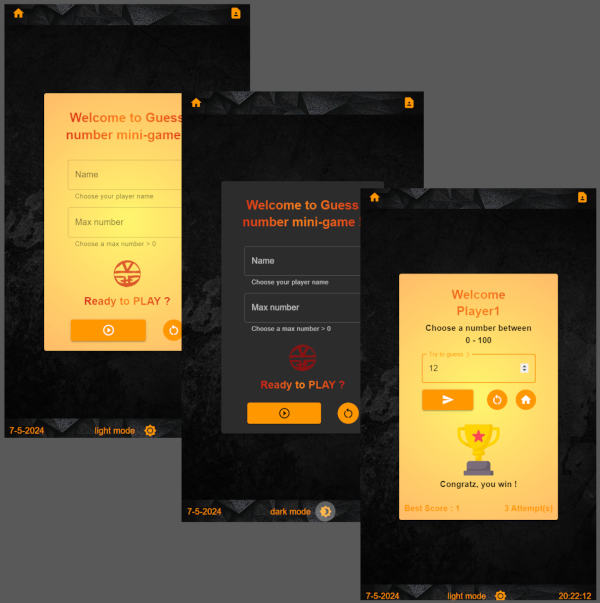 Welcome to Guess
number mini-game
Name
Choose your player name
Max number
Choose a max number > 0
Ready to PLAY ?
7-5-2024
light mode
Welcome to Guess
number mini-game
Name
Choose your player name
Max number
Choose a max number > 0
Ready to PLAY ?
7-5-2024
dark mode
Welcome
Player1
Choose a number between
0 - 100
Try to guess :)
12
Congratz, you win !
Best Score : 1
3 Attempt(s)
7-5-2024
light mode
20:22:12